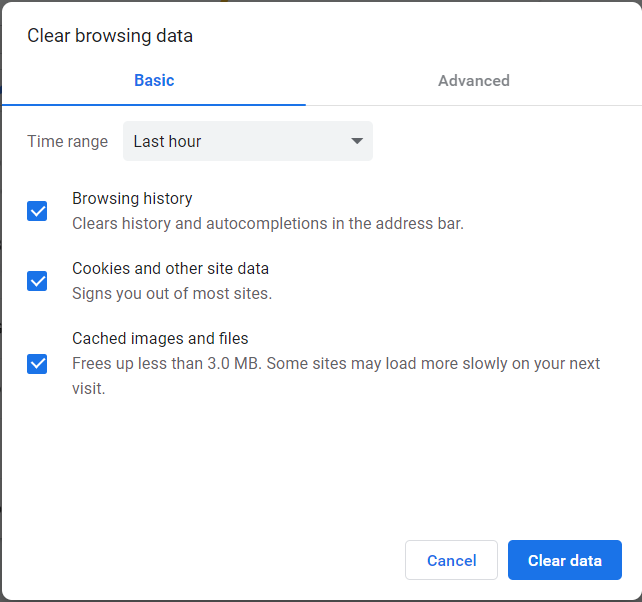 Clear browsing data
Basic
Advanced
Time range
Last hour
Browsing history
Clears history and autocompletions in the address bar.
Cookies and other site data
Signs you out of most sites.
Cached images and files
Frees up less than 3.0 MB. Some sites may load more slowly on your next
visit.
Cancel
Clear data